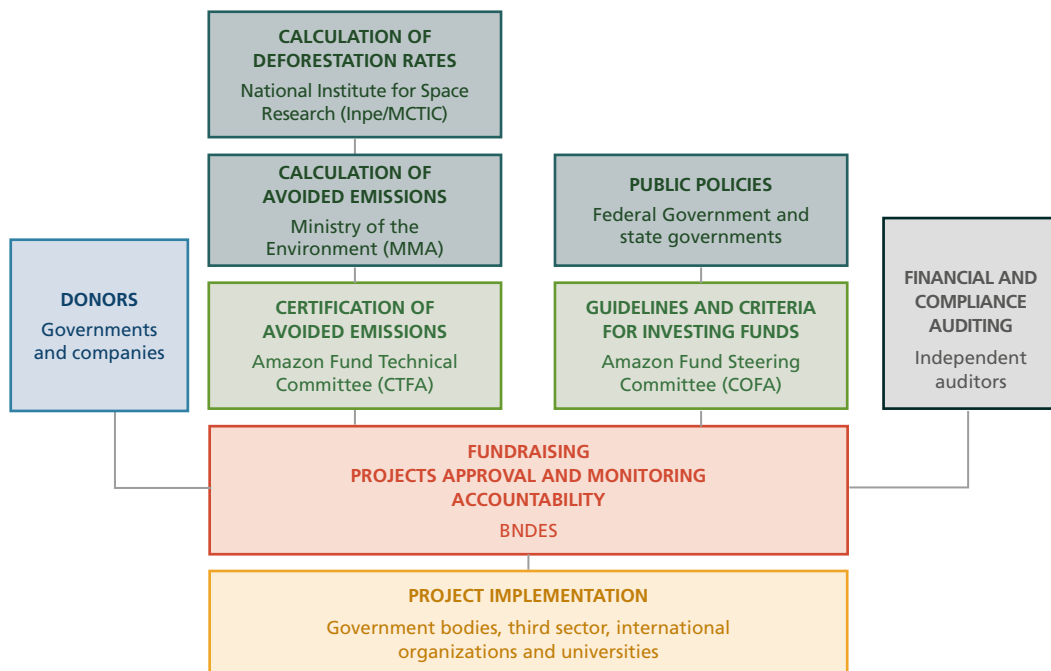 CALCULATION OF
DEFORESTATION RATES
National Institute for Space
Research (Inpe/MCTIC)
CALCULATION OF
AVOIDED EMISSIONS
Ministry of the
Environment (MMA)
PUBLIC POLICIES
Federal Government and
state governments
DONORS
Governments
and companies
CERTIFICATION OF
AVOIDED EMISSIONS
Amazon Fund Technical
Committee (CTFA)
GUIDELINES AND CRITERIA
FOR INVESTING FUNDS
Amazon Fund Steering
Committee (COFA)
FINANCIAL AND
COMPLIANCE
AUDITING
Independent
auditors
FUNDRAISING
PROJECTS APPROVAL AND MONITORING
ACCOUNTABILITY
BNDES
PROJECT IMPLEMENTATION
Government bodies, third sector, international
organizations and universities